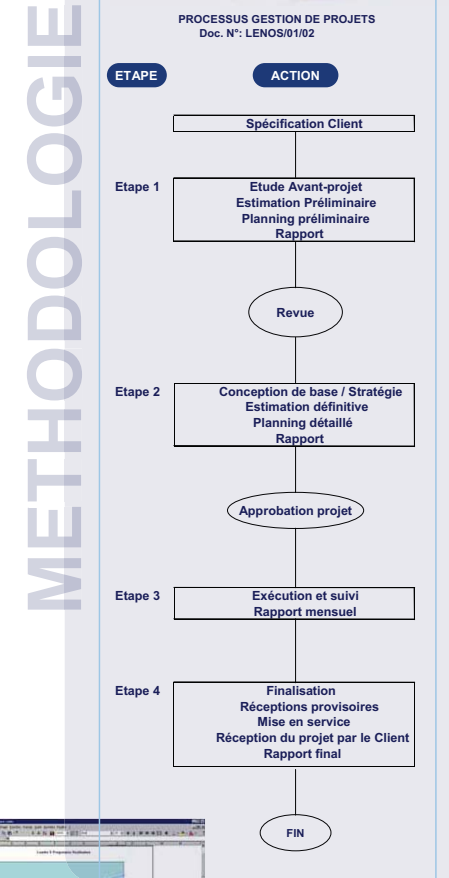 METHODOLOGIE
PROCESSUS GESTION DE PROJETS
Doc. N°: LENOS/01/02
ETAPE ACTION
Spécification Client
Etape 1
Etude Avant-projet
Estimation Préliminaire
Planning préliminaire
Rapport
Revue
Etape 2
Conception de base / Stratégie
Estimation définitive
Planning détaillé
Rapport
Approbation projet
Etape 3
Exécution et suivi
Rapport mensuel
Etape 4
Finalisation
Réceptions provisoires
Mise en service
Réception du projet par le Client
Rapport final
FIN